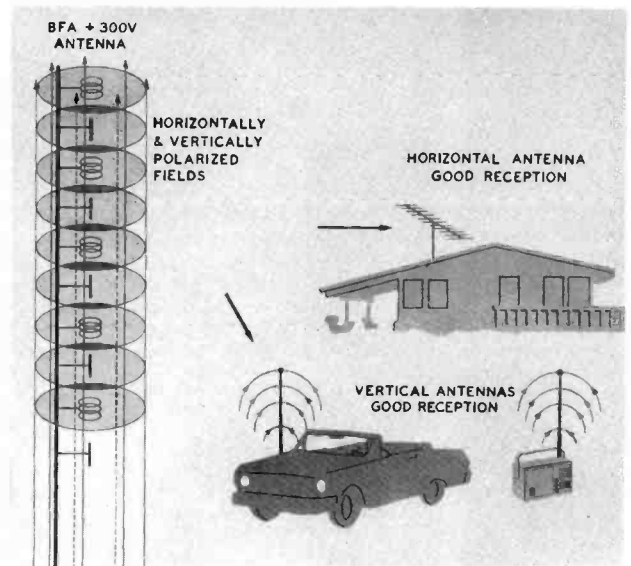 BFA + 300V
ANTENNA
HORIZONTALLY
& VERTICALLY
POLARIZED
FIELDS
HORIZONTAL ANTENNA
GOOD RECEPTION
VERTICAL ANTENNAS
GOOD RECEPTION